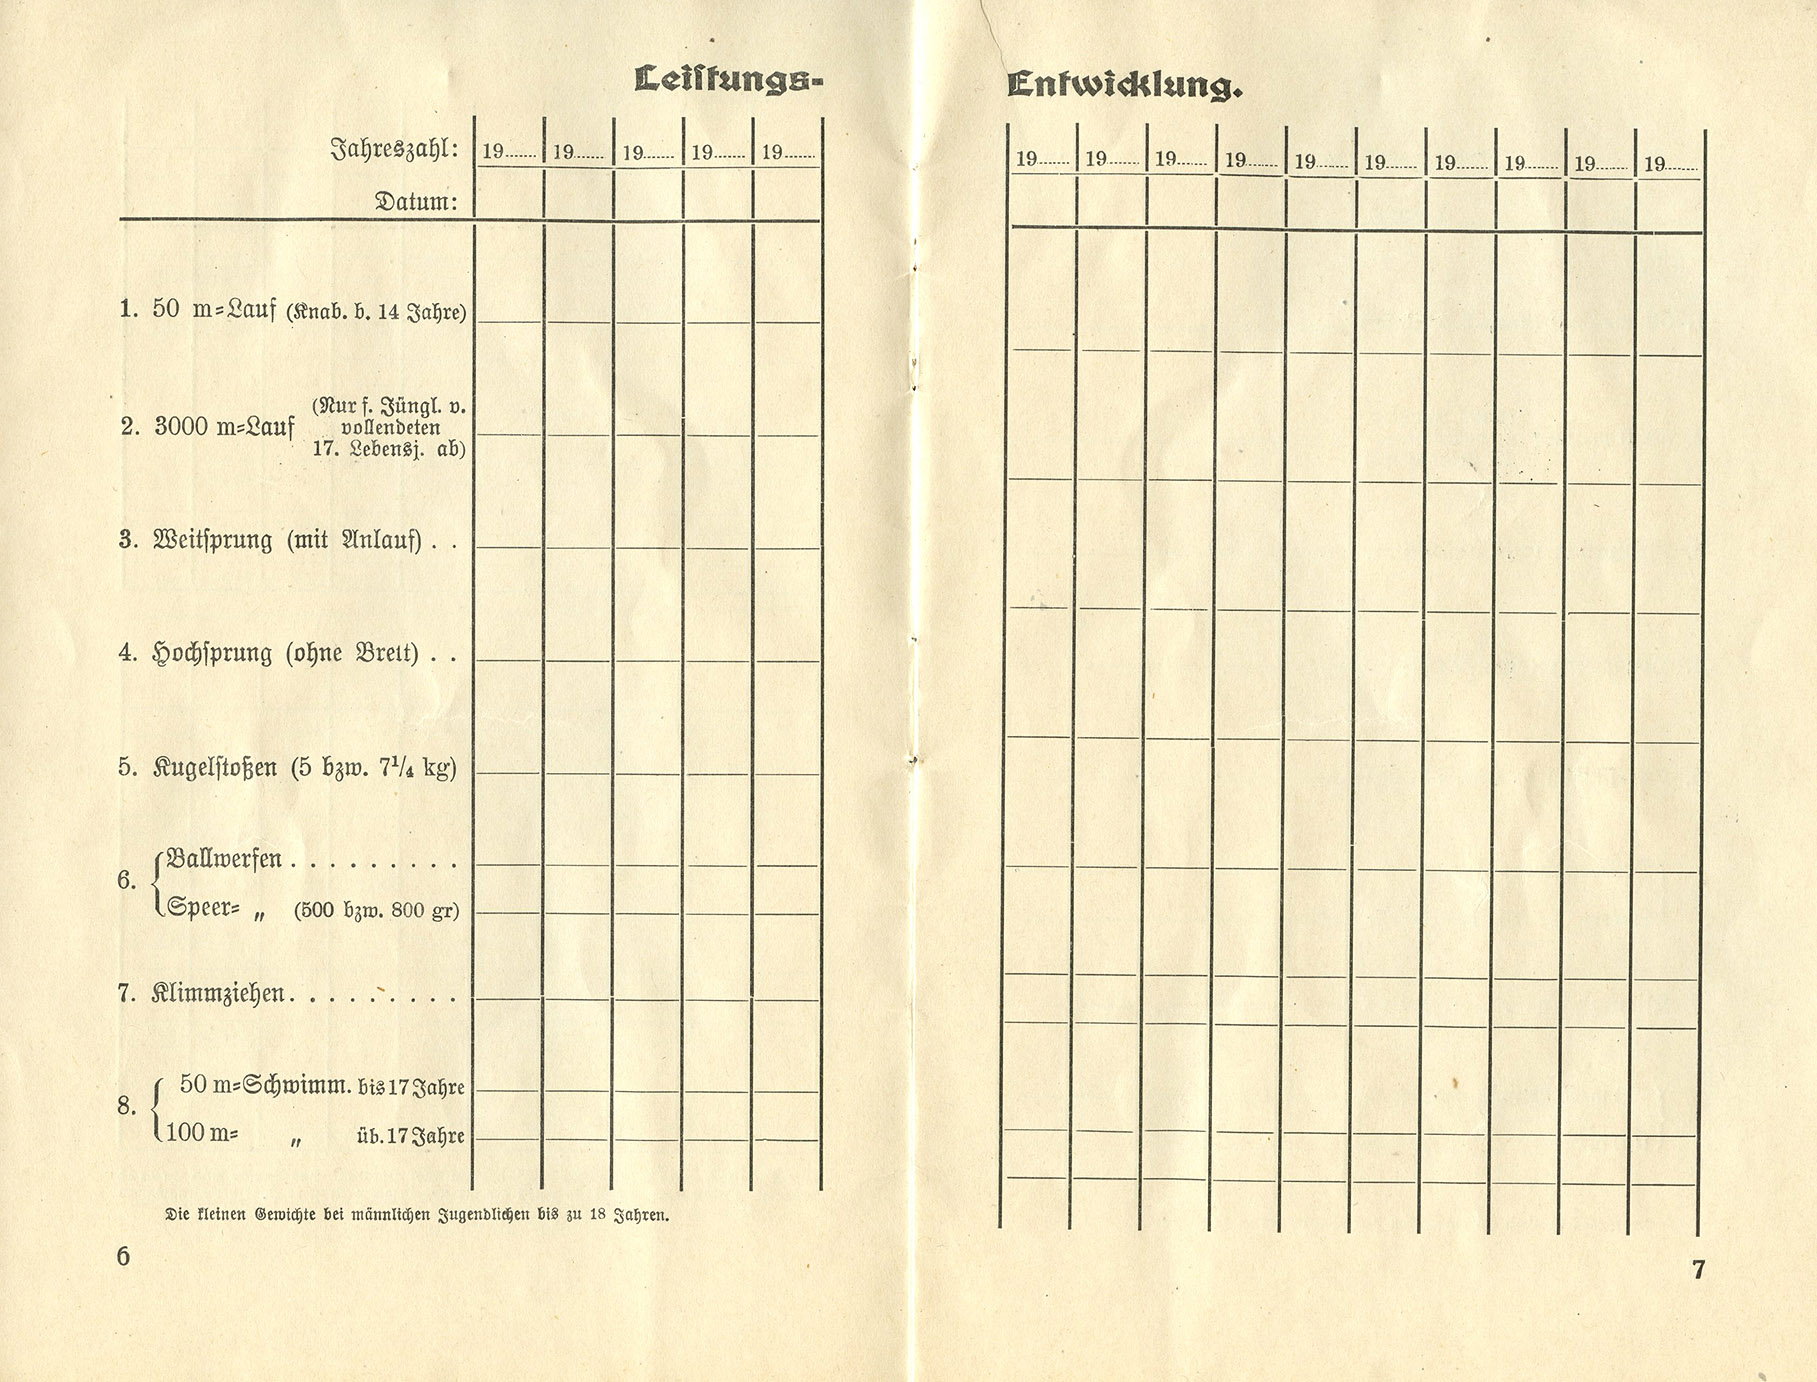 Leistungs-
Entwicklung.
Jahreszahl: 19...... 19...... 19...... 19...... 19......
19...... 19...... 19...... 19...... 19...... 19...... 19...... 19...... 19...... 19......
Datum:
1. 50 m=Lauf (Knab. b. 14 Jahre)
2. 3000 m=Lauf (Nur f. Jüngl. v.
vollendeten
17. Lebensj. ab)
3. Weitsprung (mit Anlauf) . .
4. Hochsprung (ohne Brett) . .
5. Kugelstoßen (5 bzw. 7¼ kg)
6. { Ballwerfen . . . . . . . . .
Speer= „ (500 bzw. 800 gr)
7. Klimmziehen . . . . . . . . .
8. { 50 m=Schwimm. bis 17 Jahre
100 m= „ üb. 17 Jahre
Die kleinen Gewichte bei männlichen Jugendlichen bis zu 18 Jahren.
6
7